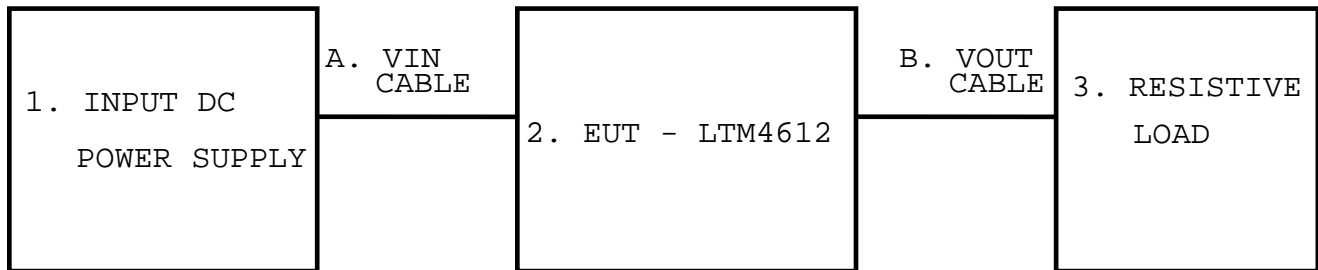 1. INPUT DC
POWER SUPPLY
A. VIN
CABLE
2. EUT - LTM4612
B. VOUT
CABLE
3. RESISTIVE
LOAD